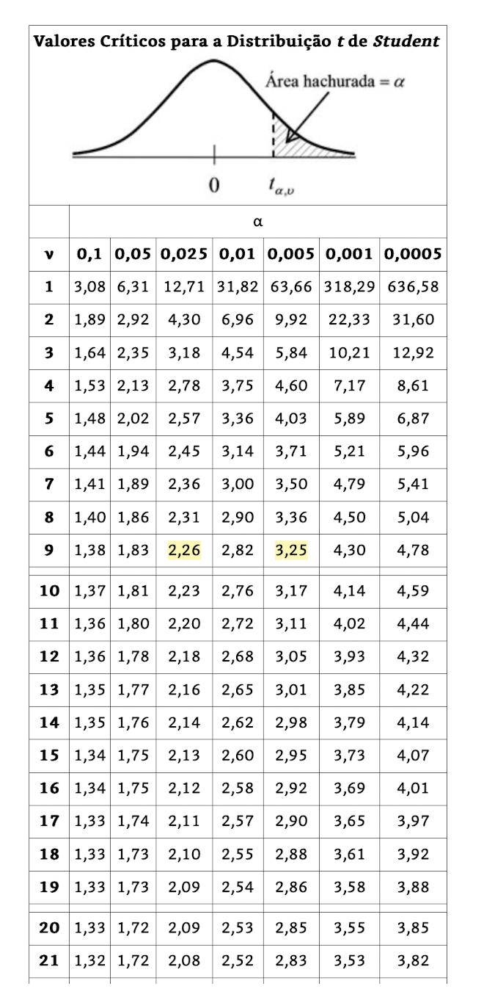 Valores Críticos para a Distribuição t de Student
Área hachurada = α
0 t α,υ
α
ν 0,1 0,05 0,025 0,01 0,005 0,001 0,0005
1 3,08 6,31 12,71 31,82 63,66 318,29 636,58
2 1,89 2,92 4,30 6,96 9,92 22,33 31,60
3 1,64 2,35 3,18 4,54 5,84 10,21 12,92
4 1,53 2,13 2,78 3,75 4,60 7,17 8,61
5 1,48 2,02 2,57 3,36 4,03 5,89 6,87
6 1,44 1,94 2,45 3,14 3,71 5,21 5,96
7 1,41 1,89 2,36 3,00 3,50 4,79 5,41
8 1,40 1,86 2,31 2,90 3,36 4,50 5,04
9 1,38 1,83 2,26 2,82 3,25 4,30 4,78
10 1,37 1,81 2,23 2,76 3,17 4,14 4,59
11 1,36 1,80 2,20 2,72 3,11 4,02 4,44
12 1,36 1,78 2,18 2,68 3,05 3,93 4,32
13 1,35 1,77 2,16 2,65 3,01 3,85 4,22
14 1,35 1,76 2,14 2,62 2,98 3,79 4,14
15 1,34 1,75 2,13 2,60 2,95 3,73 4,07
16 1,34 1,75 2,12 2,58 2,92 3,69 4,01
17 1,33 1,74 2,11 2,57 2,90 3,65 3,97
18 1,33 1,73 2,10 2,55 2,88 3,61 3,92
19 1,33 1,73 2,09 2,54 2,86 3,58 3,88
20 1,33 1,72 2,09 2,53 2,85 3,55 3,85
21 1,32 1,72 2,08 2,52 2,83 3,53 3,82